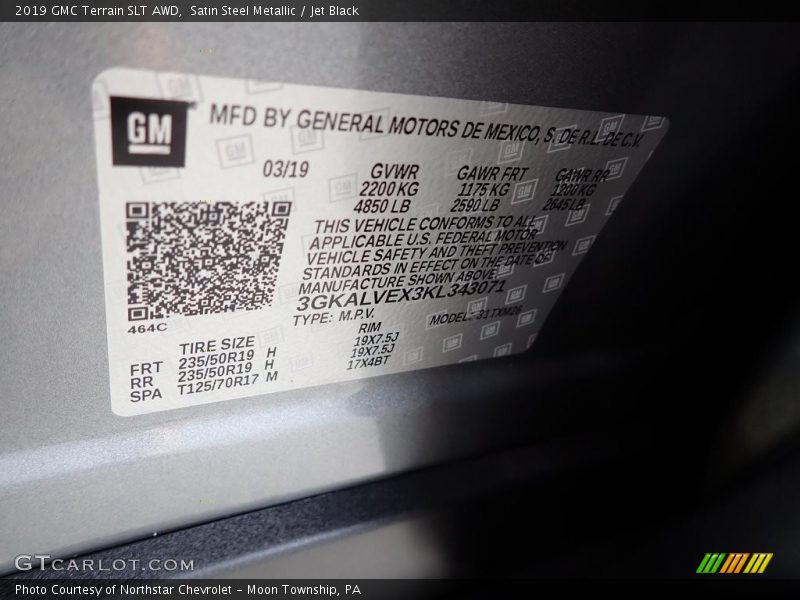 2019 GMC Terrain SLT AWD, Satin Steel Metallic / Jet Black
GM
MFD BY GENERAL MOTORS DE MEXICO, S. DE R.L. DE C.V.
03/19 GVWR GAWR FRT GAWR RR
2200 KG 1175 KG 1200 KG
4850 LB 2590 LB 2645 LB
THIS VEHICLE CONFORMS TO ALL
APPLICABLE U.S. FEDERAL MOTOR
VEHICLE SAFETY AND THEFT PREVENTION
STANDARDS IN EFFECT ON THE DATE OF
MANUFACTURE SHOWN ABOVE.
3GKALVEX3KL343071
TYPE: M.P.V. MODEL: 31TXM26
464C
TIRE SIZE RIM
FRT 235/50R19 H 19X7.5J
RR 235/50R19 H 19X7.5J
SPA T125/70R17 M 17X4BT
GTCARLOT.COM
Photo Courtesy of Northstar Chevrolet - Moon Township, PA